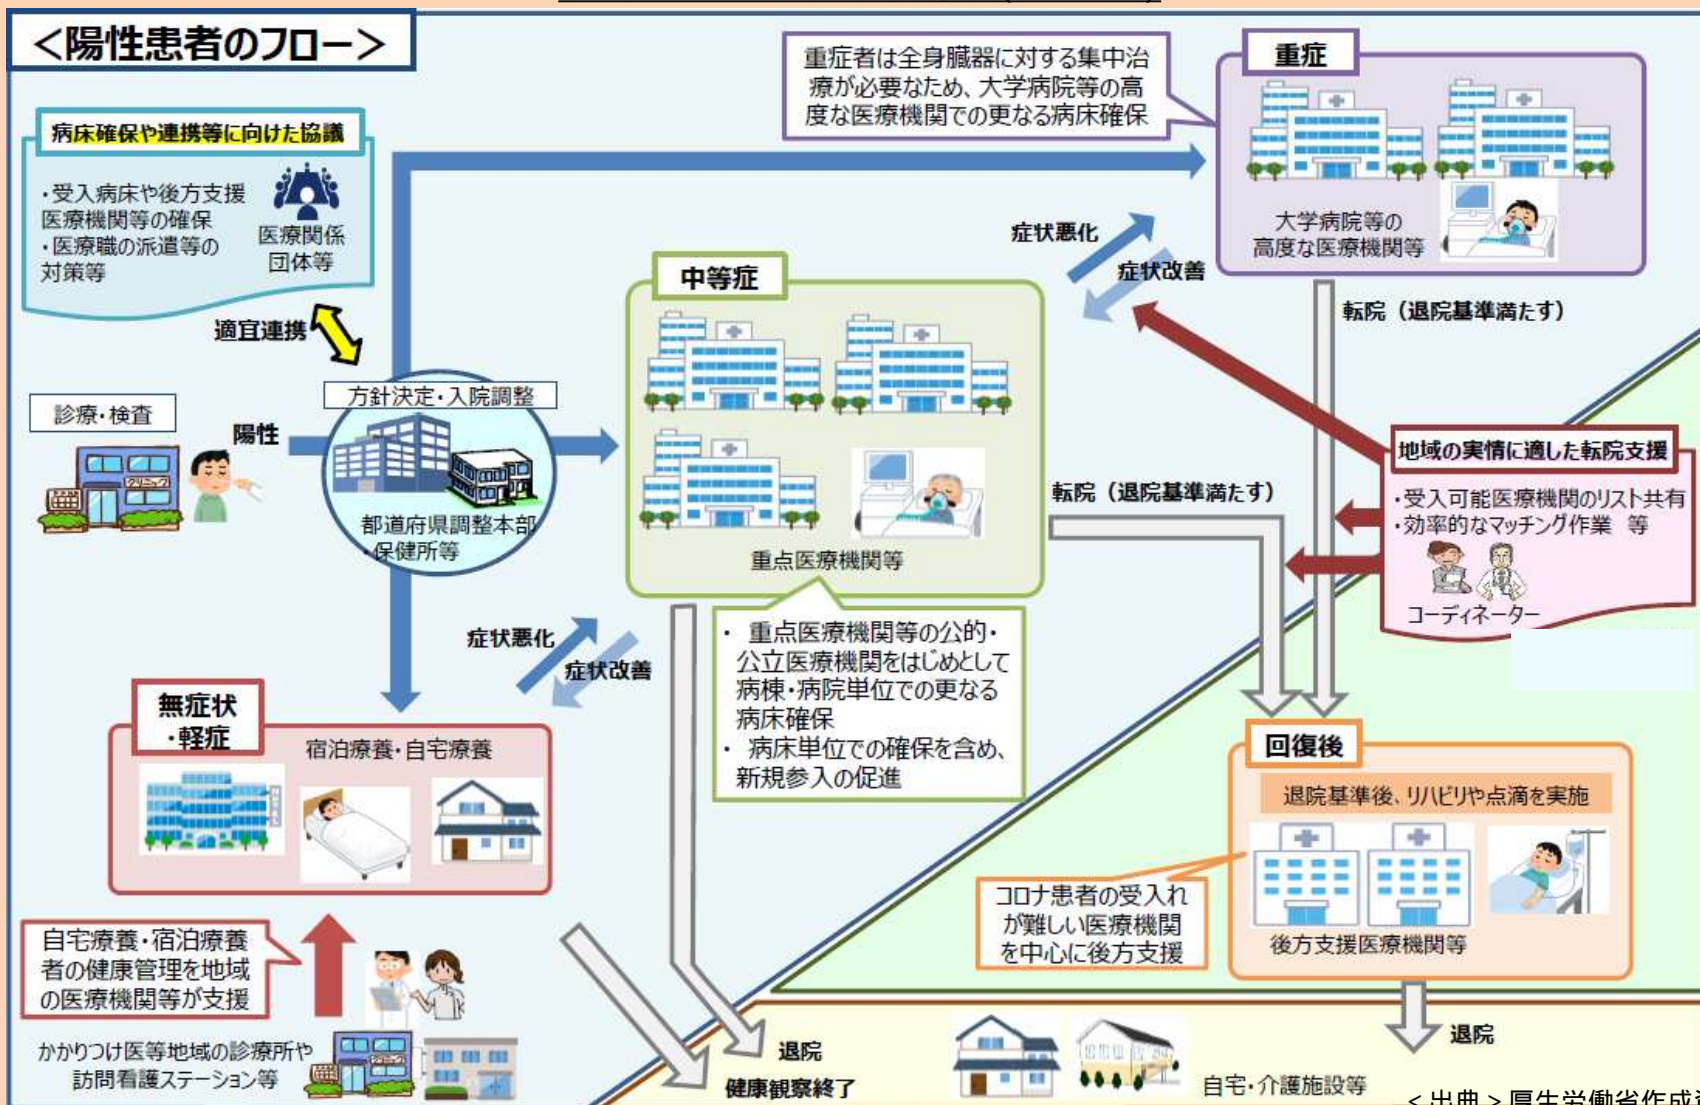 ＜陽性患者のフロー＞
重症者は全身臓器に対する集中治
療が必要なため、大学病院等の高
度な医療機関での更なる病床確保
重症
大学病院等の
高度な医療機関等
病床確保や連携等に向けた協議
・受入病床や後方支援
医療機関等の確保
・医療職の派遣等の
対策等
医療関係
団体等
適宜連携
症状悪化
症状改善
転院（退院基準満たす）
中等症
重点医療機関等
診療・検査
クリニック
陽性
方針決定・入院調整
都道府県調整本部
・保健所等
転院（退院基準満たす）
地域の実情に適した転院支援
・受入可能医療機関のリスト共有
・効率的なマッチング作業 等
コーディネーター
症状悪化
症状改善
・ 重点医療機関等の公的・
公立医療機関をはじめとして
病棟・病院単位での更なる
病床確保
・ 病床単位での確保を含め、
新規参入の促進
無症状
・軽症
宿泊療養・自宅療養
回復後
退院基準後、リハビリや点滴を実施
後方支援医療機関等
コロナ患者の受入れ
が難しい医療機関
を中心に後方支援
自宅療養・宿泊療養
者の健康管理を地域
の医療機関等が支援
かかりつけ医等地域の診療所や
訪問看護ステーション等
退院
健康観察終了
退院
自宅・介護施設等
＜出典＞厚生労働省作成